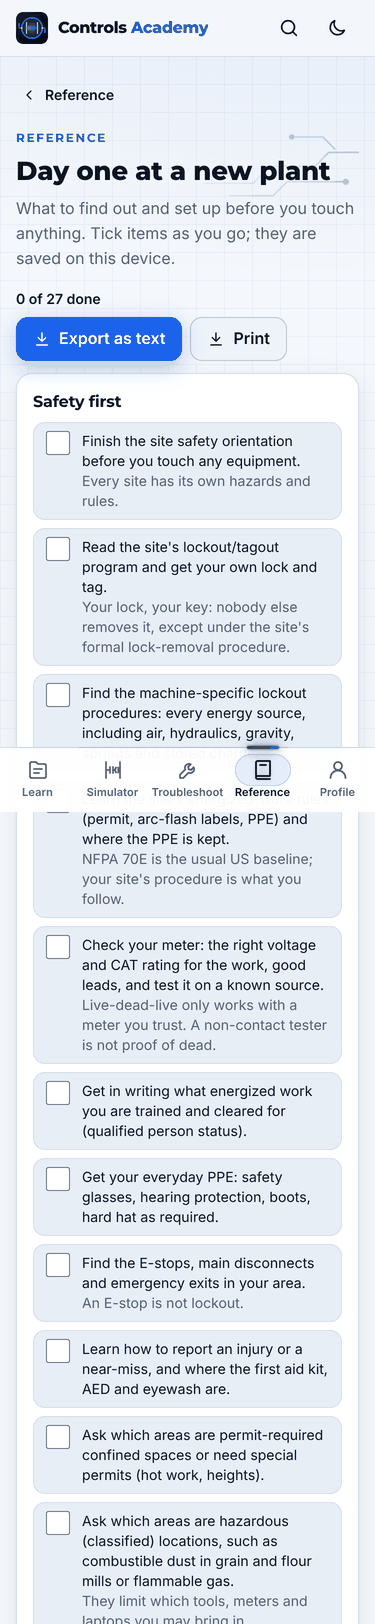 Controls Academy
Reference
REFERENCE
Day one at a new plant
What to find out and set up before you touch
anything. Tick items as you go; they are
saved on this device.
0 of 27 done
Export as text
Print
Safety first
Finish the site safety orientation
before you touch any equipment.
Every site has its own hazards and
rules.
Read the site's lockout/tagout
program and get your own lock and
tag.
Your lock, your key: nobody else
removes it, except under the site's
formal lock-removal procedure.
Find the machine-specific lockout
procedures: every energy source,
including air, hydraulics, gravity,
Learn
Simulator
Troubleshoot
Reference
Profile
(permit, arc-flash labels, PPE) and
where the PPE is kept.
NFPA 70E is the usual US baseline;
your site's procedure is what you
follow.
Check your meter: the right voltage
and CAT rating for the work, good
leads, and test it on a known source.
Live-dead-live only works with a
meter you trust. A non-contact tester
is not proof of dead.
Get in writing what energized work
you are trained and cleared for
(qualified person status).
Get your everyday PPE: safety
glasses, hearing protection, boots,
hard hat as required.
Find the E-stops, main disconnects
and emergency exits in your area.
An E-stop is not lockout.
Learn how to report an injury or a
near-miss, and where the first aid kit,
AED and eyewash are.
Ask which areas are permit-required
confined spaces or need special
permits (hot work, heights).
Ask which areas are hazardous
(classified) locations, such as
combustible dust in grain and flour
mills or flammable gas.
They limit which tools, meters and
laptops you may bring in.